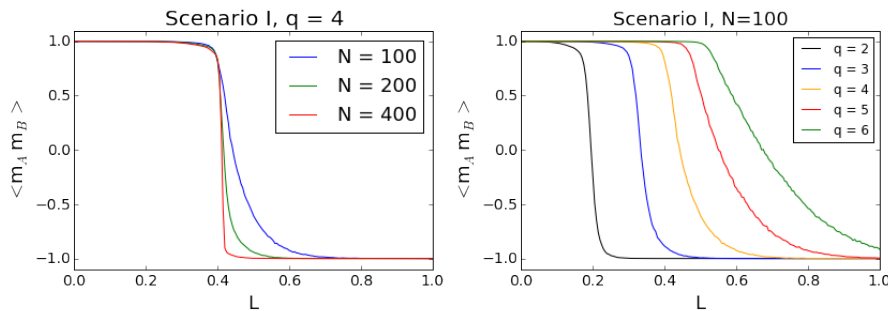 Scenario I, q = 4
N = 100
N = 200
N = 400
1.0
0.5
0.0
−0.5
−1.0
<m_A m_B>
0.0 0.2 0.4 0.6 0.8 1.0
L
Scenario I, N=100
q = 2
q = 3
q = 4
q = 5
q = 6
1.0
0.5
0.0
−0.5
−1.0
<m_A m_B>
0.0 0.2 0.4 0.6 0.8 1.0
L